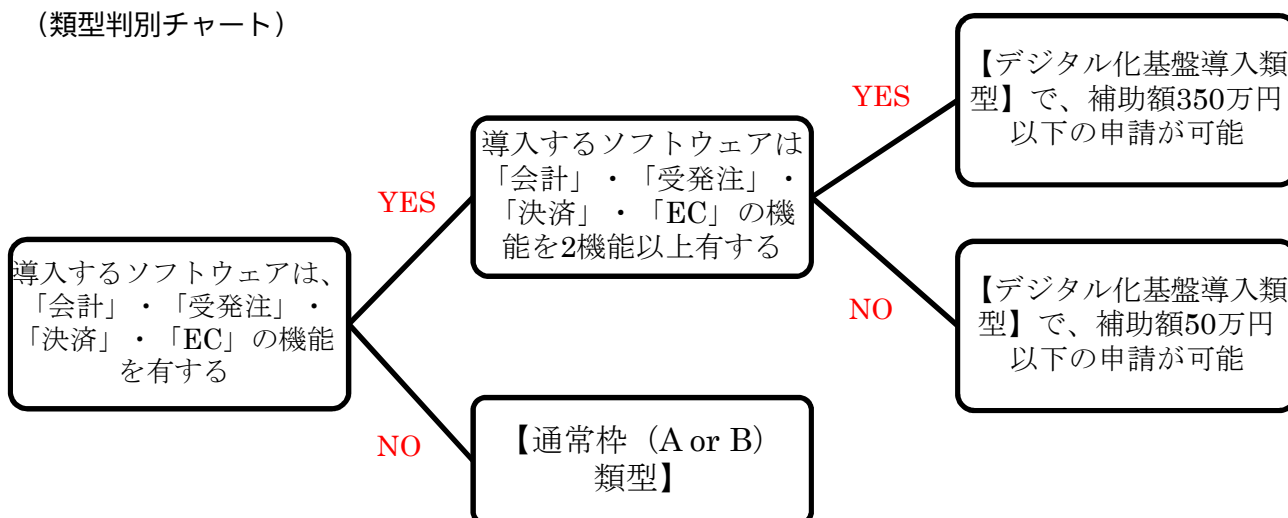 (類型判別チャート)
導入するソフトウェアは、
「会計」・「受発注」・
「決済」・「EC」の機能
を有する
YES
NO
導入するソフトウェアは
「会計」・「受発注」・
「決済」・「EC」の機
能を2機能以上有する
【通常枠（A or B）
類型】
YES
NO
【デジタル化基盤導入類
型】で、補助額350万円
以下の申請が可能
【デジタル化基盤導入類
型】で、補助額50万円
以下の申請が可能